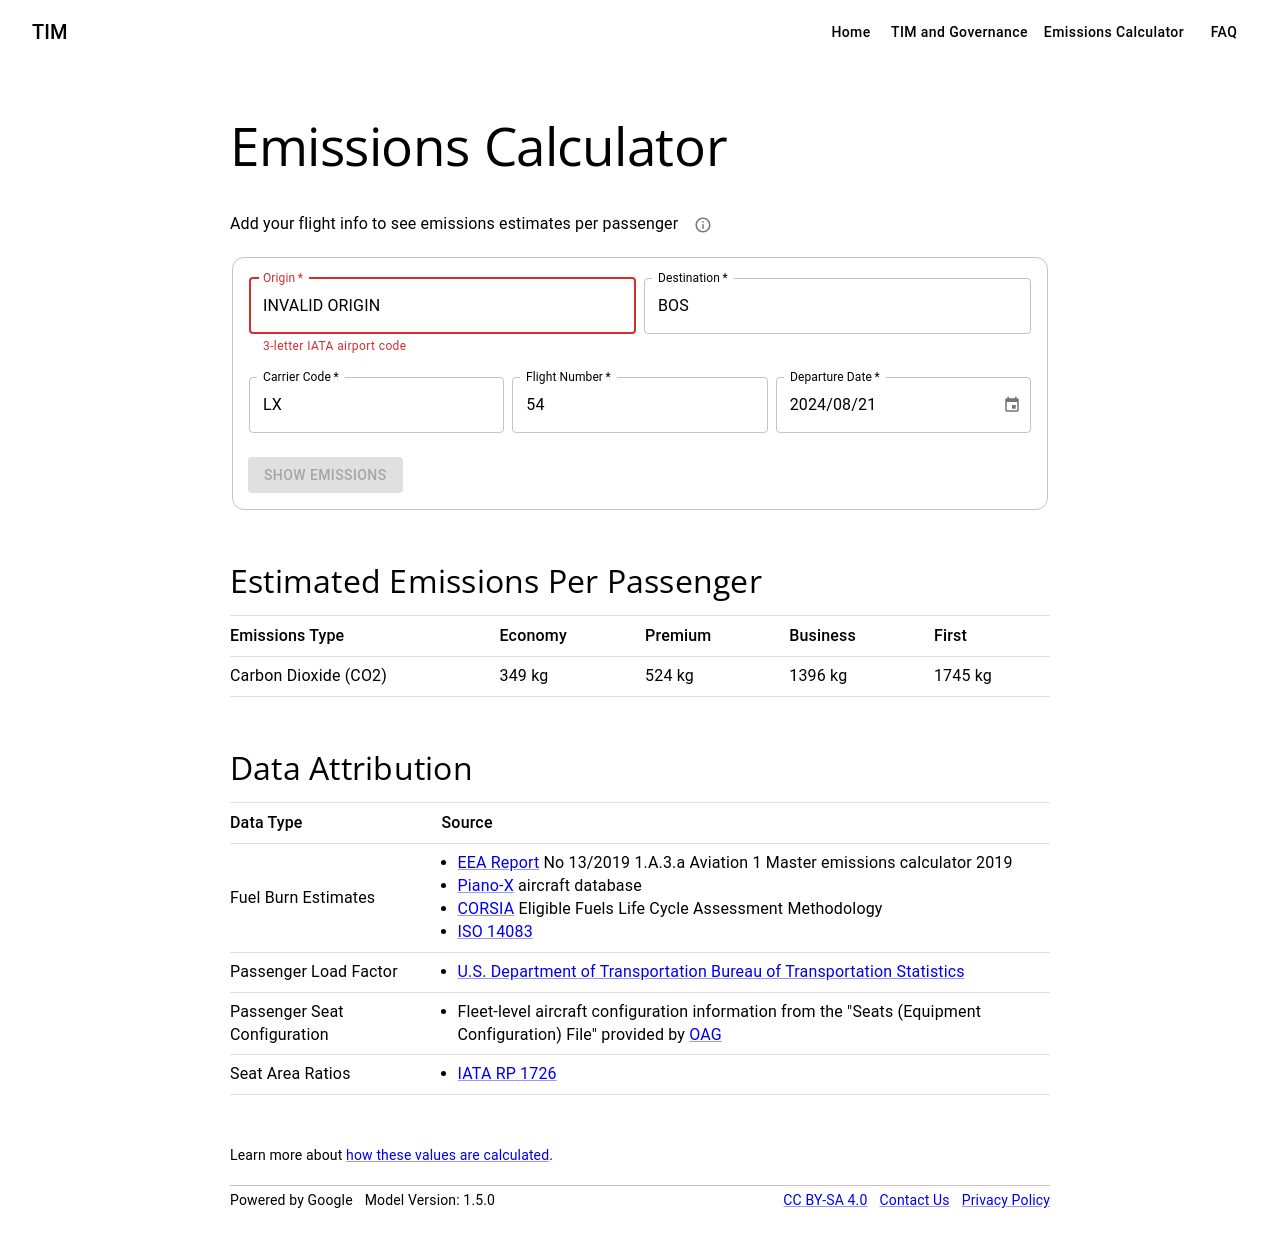 TIM
Home TIM and Governance Emissions Calculator FAQ
Emissions Calculator
Add your flight info to see emissions estimates per passenger
Origin * Destination *
INVALID ORIGIN BOS
3-letter IATA airport code
Carrier Code * Flight Number * Departure Date *
LX 54 2024/08/21
SHOW EMISSIONS
Estimated Emissions Per Passenger
Emissions Type Economy Premium Business First
Carbon Dioxide (CO2) 349 kg 524 kg 1396 kg 1745 kg
Data Attribution
Data Type Source
Fuel Burn Estimates
EEA Report No 13/2019 1.A.3.a Aviation 1 Master emissions calculator 2019
Piano-X aircraft database
CORSIA Eligible Fuels Life Cycle Assessment Methodology
ISO 14083
Passenger Load Factor
U.S. Department of Transportation Bureau of Transportation Statistics
Passenger Seat
Configuration
Fleet-level aircraft configuration information from the "Seats (Equipment
Configuration) File" provided by OAG
Seat Area Ratios
IATA RP 1726
Learn more about how these values are calculated.
Powered by Google Model Version: 1.5.0 CC BY-SA 4.0 Contact Us Privacy Policy